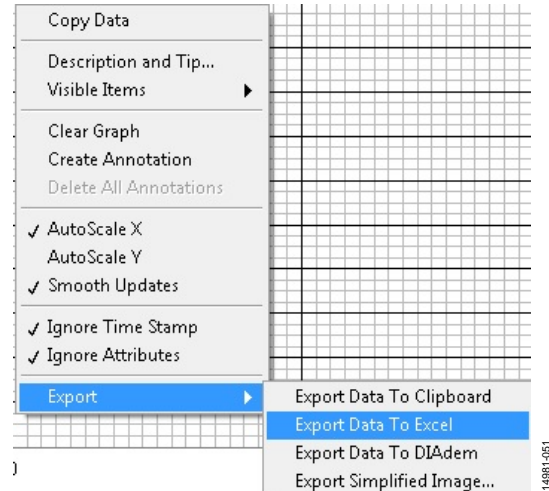 Copy Data
Description and Tip...
Visible Items
Clear Graph
Create Annotation
Delete All Annotations
AutoScale X
AutoScale Y
Smooth Updates
Ignore Time Stamp
Ignore Attributes
Export
Export Data To Clipboard
Export Data To Excel
Export Data To DIAdem
Export Simplified Image...
14981-051